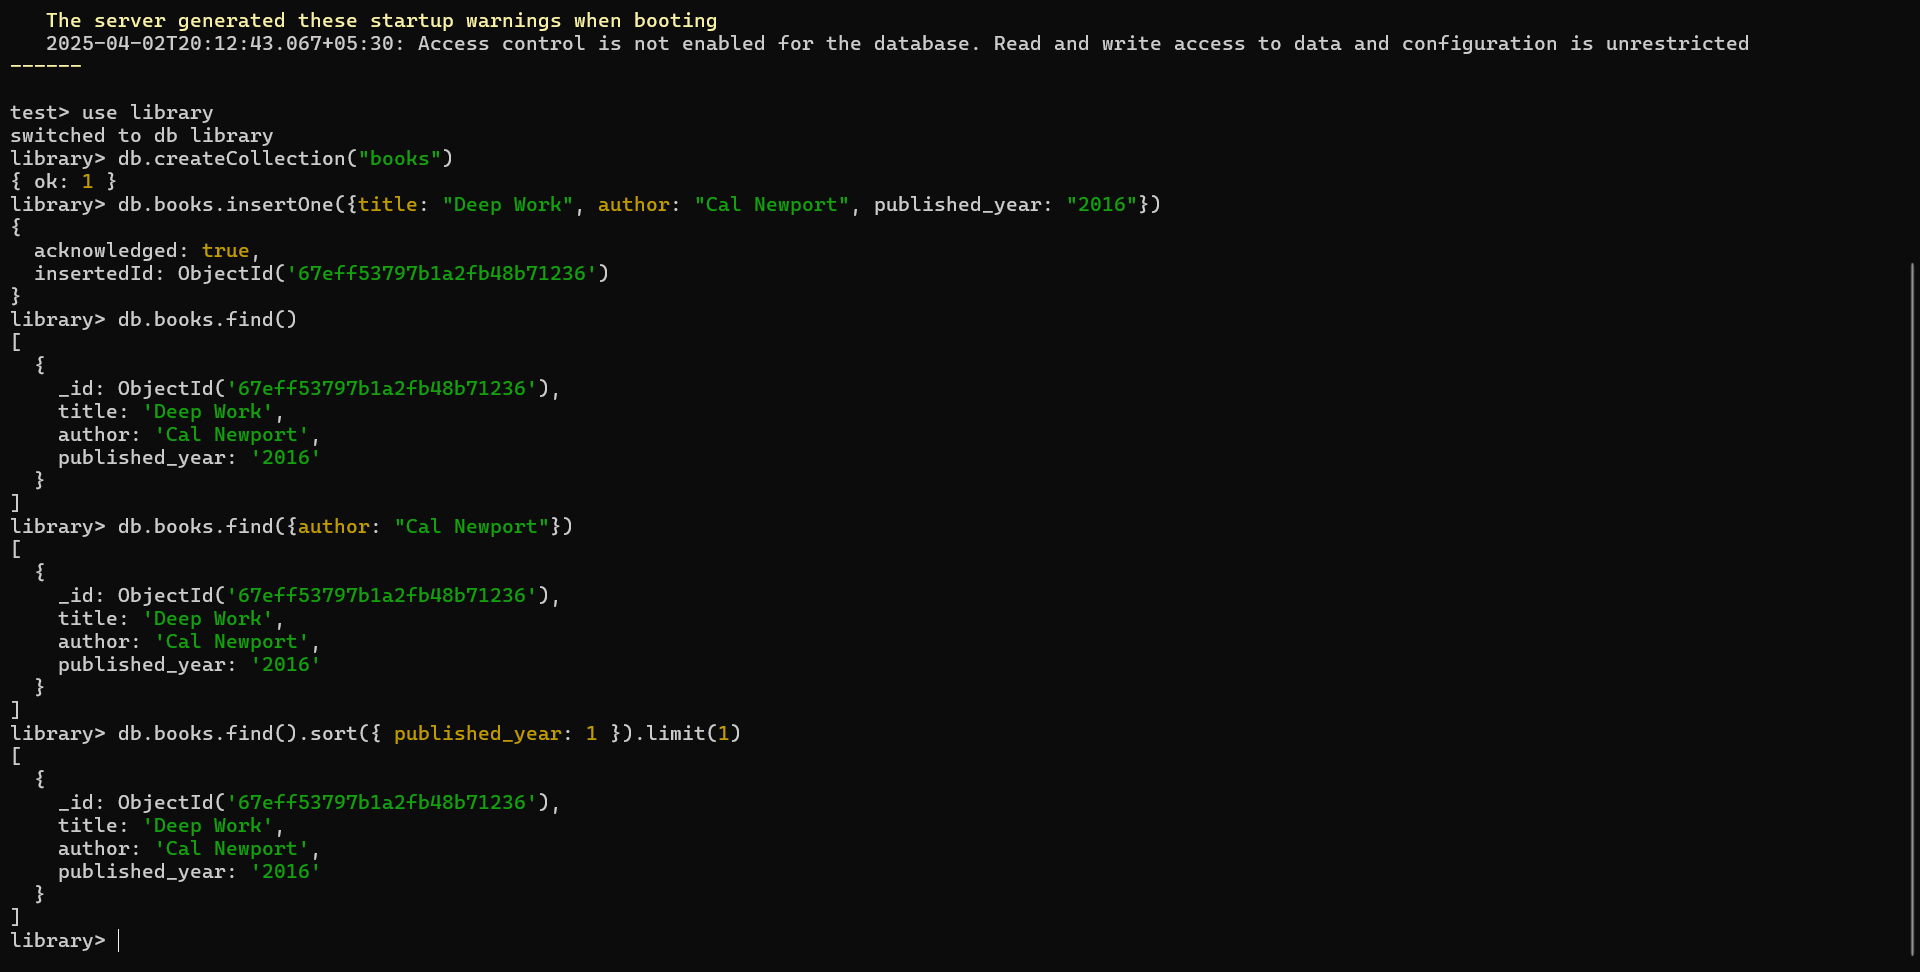 The server generated these startup warnings when booting
2025-04-02T20:12:43.067+05:30: Access control is not enabled for the database. Read and write access to data and configuration is unrestricted
------

test> use library
switched to db library
library> db.createCollection("books")
{ ok: 1 }
library> db.books.insertOne({title: "Deep Work", author: "Cal Newport", published_year: "2016"})
{
  acknowledged: true,
  insertedId: ObjectId('67eff53797b1a2fb48b71236')
}
library> db.books.find()
[
  {
    _id: ObjectId('67eff53797b1a2fb48b71236'),
    title: 'Deep Work',
    author: 'Cal Newport',
    published_year: '2016'
  }
]
library> db.books.find({author: "Cal Newport"})
[
  {
    _id: ObjectId('67eff53797b1a2fb48b71236'),
    title: 'Deep Work',
    author: 'Cal Newport',
    published_year: '2016'
  }
]
library> db.books.find().sort({ published_year: 1 }).limit(1)
[
  {
    _id: ObjectId('67eff53797b1a2fb48b71236'),
    title: 'Deep Work',
    author: 'Cal Newport',
    published_year: '2016'
  }
]
library>